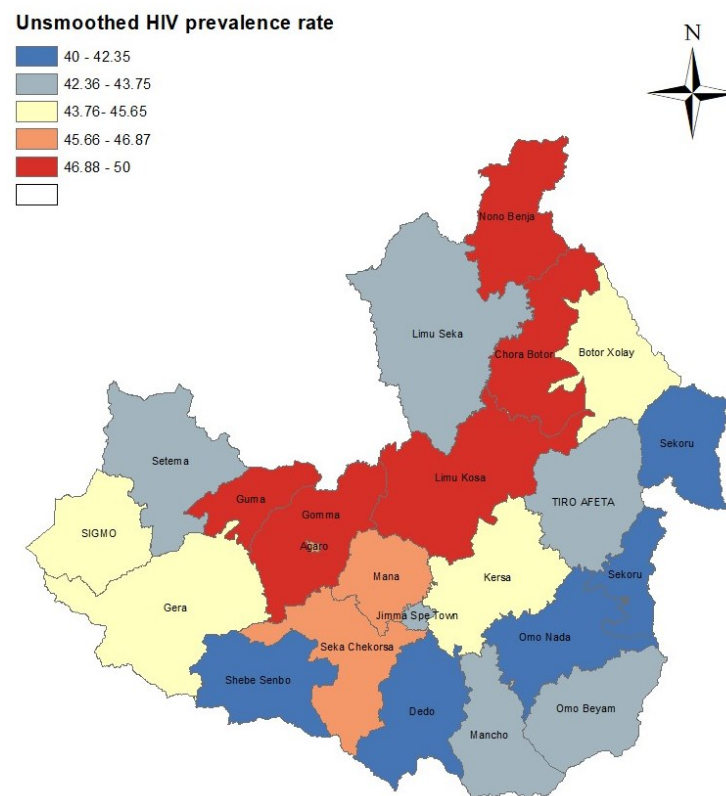 Unsmoothed HIV prevalence rate
40 - 42.35
42.36 - 43.75
43.76- 45.65
45.66 - 46.87
46.88 - 50
N
Nono Benja
Limu Seka
Chora Botor
Botor Xolay
Sekoru
Setema
Limu Kosa
Guma
TIRO AFETA
Gomma
SIGMO
Agaro
Mana
Kersa
Sekoru
Gera
Jimma Spe Town
Omo Nada
Seka Chekorsa
Shebe Senbo
Dedo
Omo Beyam
Mancho